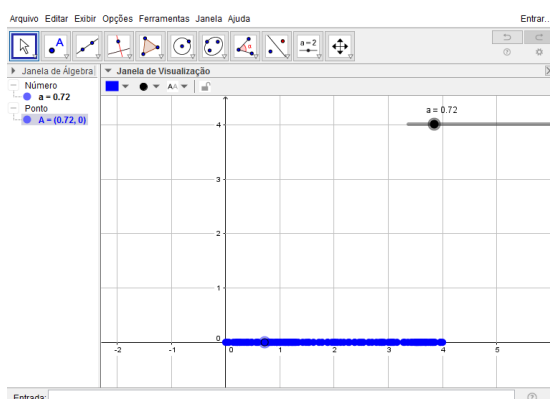 Arquivo Editar Exibir Opções Ferramentas Janela Ajuda Entrar...
A
a = 2
Janela de Álgebra
Janela de Visualização
Número
a = 0.72
Ponto
A = (0.72, 0)
AA
a = 0.72
4
3
2
1
0
-2 -1 0 1 2 3 4 5
Entrada: